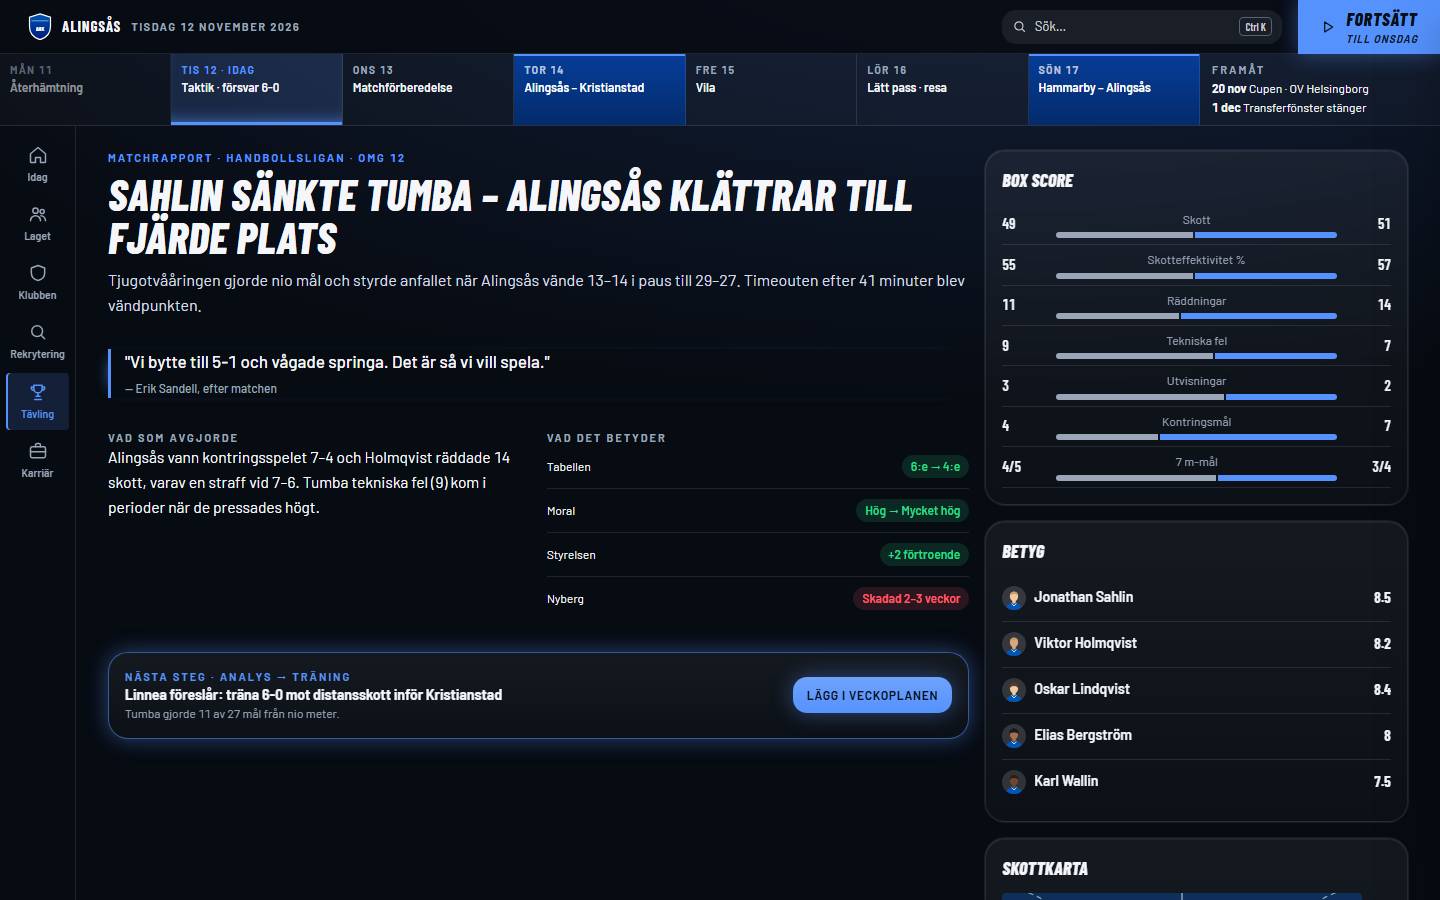 ALINGSÅS TISDAG 12 NOVEMBER 2026
Sök... Ctrl K
FORTSÄTT
TILL ONSDAG
MÅN 11
Återhämtning
TIS 12 · IDAG
Taktik · försvar 6-0
ONS 13
Matchförberedelse
TOR 14
Alingsås – Kristianstad
FRE 15
Vila
LÖR 16
Lätt pass · resa
SÖN 17
Hammarby – Alingsås
FRAMÅT
20 nov Cupen · OV Helsingborg
1 dec Transferfönster stänger
Idag
Laget
Klubben
Rekrytering
Tävling
Karriär
MATCHRAPPORT · HANDBOLLSLIGAN · OMG 12
SAHLIN SÄNKTE TUMBA – ALINGSÅS KLÄTTRAR TILL
FJÄRDE PLATS
Tjugotvååringen gjorde nio mål och styrde anfallet när Alingsås vände 13–14 i paus till 29–27. Timeouten efter 41 minuter blev
vändpunkten.
"Vi bytte till 5-1 och vågade springa. Det är så vi vill spela."
— Erik Sandell, efter matchen
VAD SOM AVGJORDE
Alingsås vann kontringsspelet 7–4 och Holmqvist räddade 14
skott, varav en straff vid 7–6. Tumba tekniska fel (9) kom i
perioder när de pressades högt.
VAD DET BETYDER
Tabellen 6:e → 4:e
Moral Hög → Mycket hög
Styrelsen +2 förtroende
Nyberg Skadad 2–3 veckor
NÄSTA STEG · ANALYS → TRÄNING
Linnea föreslår: träna 6-0 mot distansskott inför Kristianstad
Tumba gjorde 11 av 27 mål från nio meter.
LÄGG I VECKOPLANEN
BOX SCORE
49 Skott 51
55 Skotteffektivitet % 57
11 Räddningar 14
9 Tekniska fel 7
3 Utvisningar 2
4 Kontringsmål 7
4/5 7 m-mål 3/4
BETYG
Jonathan Sahlin 8.5
Viktor Holmqvist 8.2
Oskar Lindqvist 8.4
Elias Bergström 8
Karl Wallin 7.5
SKOTTKARTA